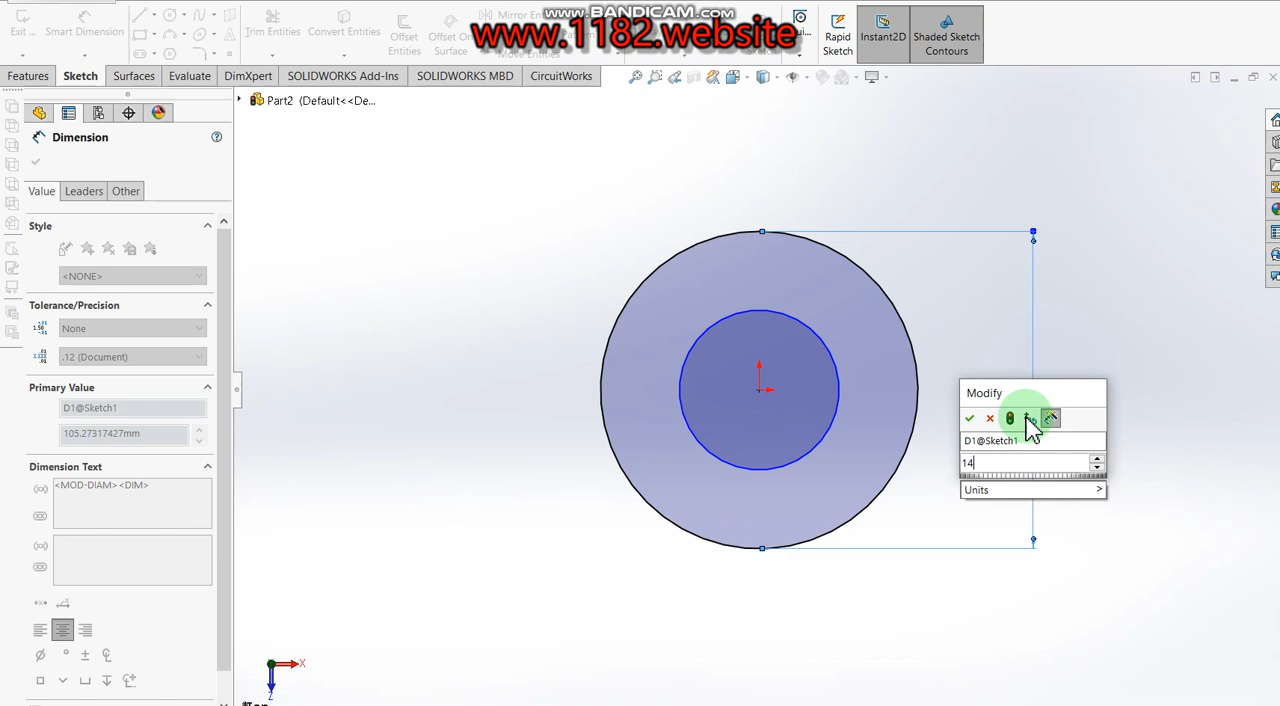 www.BANDICAM.com
www.1182.website
Exit ...
Smart Dimension
Trim Entities
Convert Entities
Offset
Entities
Offset On
Surface
Mirror Entities
Move Entities
Rapid
Sketch
Instant2D
Shaded Sketch
Contours
Features
Sketch
Surfaces
Evaluate
DimXpert
SOLIDWORKS Add-Ins
SOLIDWORKS MBD
CircuitWorks
Part2 (Default<<De...
Dimension
Value
Leaders
Other
Style
<NONE>
Tolerance/Precision
None
.12 (Document)
Primary Value
D1@Sketch1
105.27317427mm
Dimension Text
<MOD-DIAM><DIM>
Modify
D1@Sketch1
14
Units
X
Z